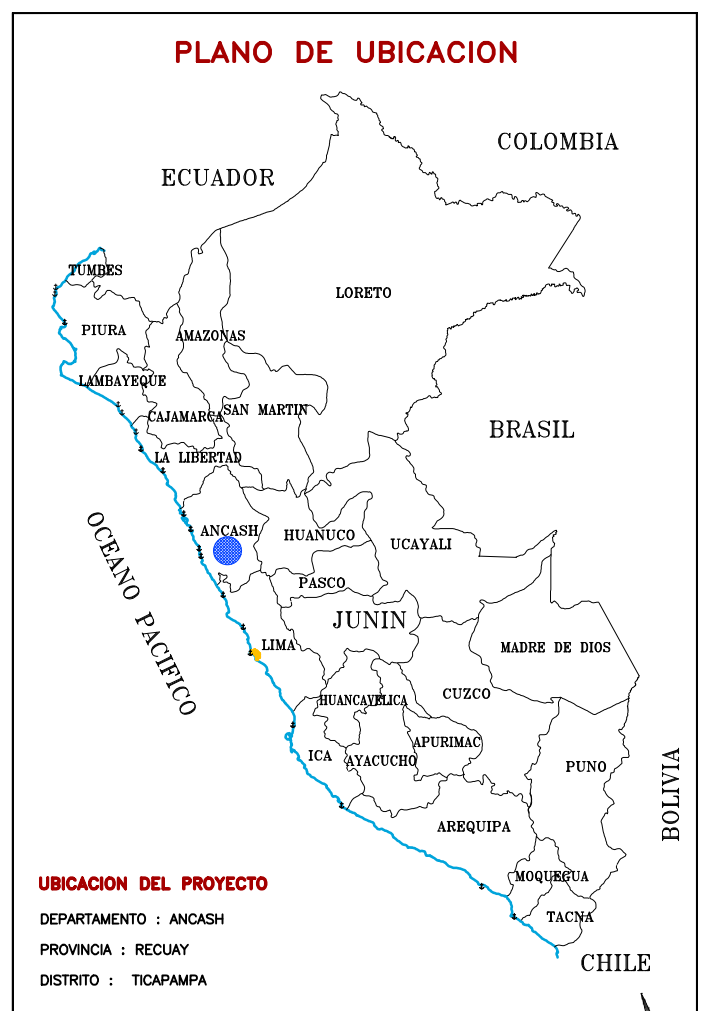 PLANO DE UBICACION
COLOMBIA
ECUADOR
TUMBES
LORETO
PIURA
AMAZONAS
LAMBAYEQUE
SAN MARTIN
CAJAMARCA
BRASIL
LA LIBERTAD
ANCASH
HUANUCO
UCAYALI
OCEANO PACIFICO
PASCO
JUNIN
LIMA
MADRE DE DIOS
CUZCO
HUANCAVELICA
APURIMAC
ICA
AYACUCHO
PUNO
BOLIVIA
AREQUIPA
MOQUEGUA
TACNA
CHILE
UBICACION DEL PROYECTO
DEPARTAMENTO : ANCASH
PROVINCIA : RECUAY
DISTRITO : TICAPAMPA